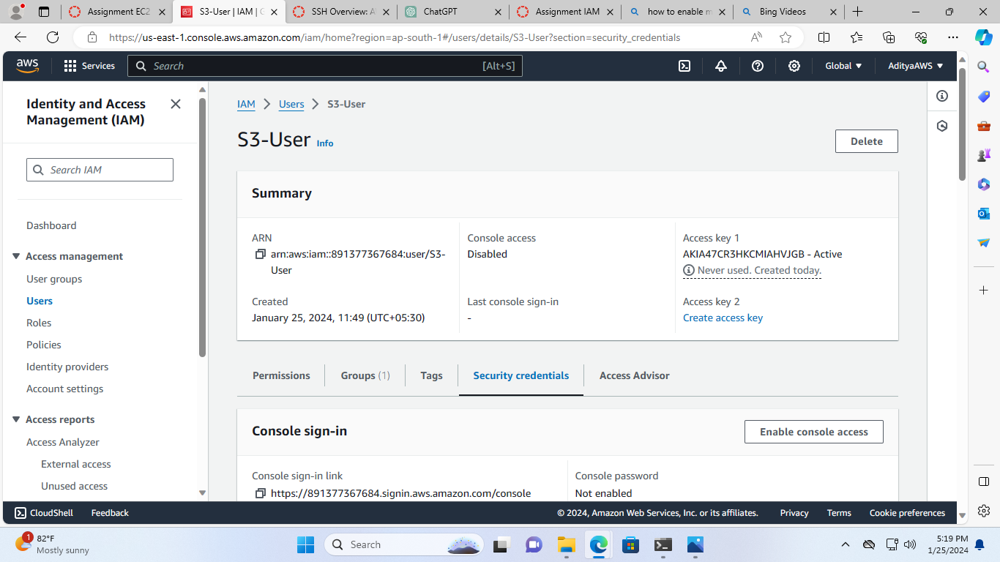 Assignment EC2
S3-User | IAM | G
SSH Overview: A
ChatGPT
Assignment IAM
how to enable m
Bing Videos
https://us-east-1.console.aws.amazon.com/iam/home?region=ap-south-1#/users/details/S3-User?section=security_credentials
aws
Services
Search
[Alt+S]
Global
AdityaAWS
Identity and Access
Management (IAM)
Search IAM
Dashboard
Access management
User groups
Users
Roles
Policies
Identity providers
Account settings
Access reports
Access Analyzer
External access
Unused access
IAM > Users > S3-User
S3-User Info
Delete
Summary
ARN
arn:aws:iam::891377367684:user/S3-
User
Console access
Disabled
Access key 1
AKIA47CR3HKCMIAHVJGB - Active
Never used. Created today.
Created
January 25, 2024, 11:49 (UTC+05:30)
Last console sign-in
-
Access key 2
Create access key
Permissions
Groups (1)
Tags
Security credentials
Access Advisor
Console sign-in
Enable console access
Console sign-in link
https://891377367684.signin.aws.amazon.com/console
Console password
Not enabled
CloudShell
Feedback
© 2024, Amazon Web Services, Inc. or its affiliates.
Privacy
Terms
Cookie preferences
1
82°F
Mostly sunny
Search
5:19 PM
1/25/2024